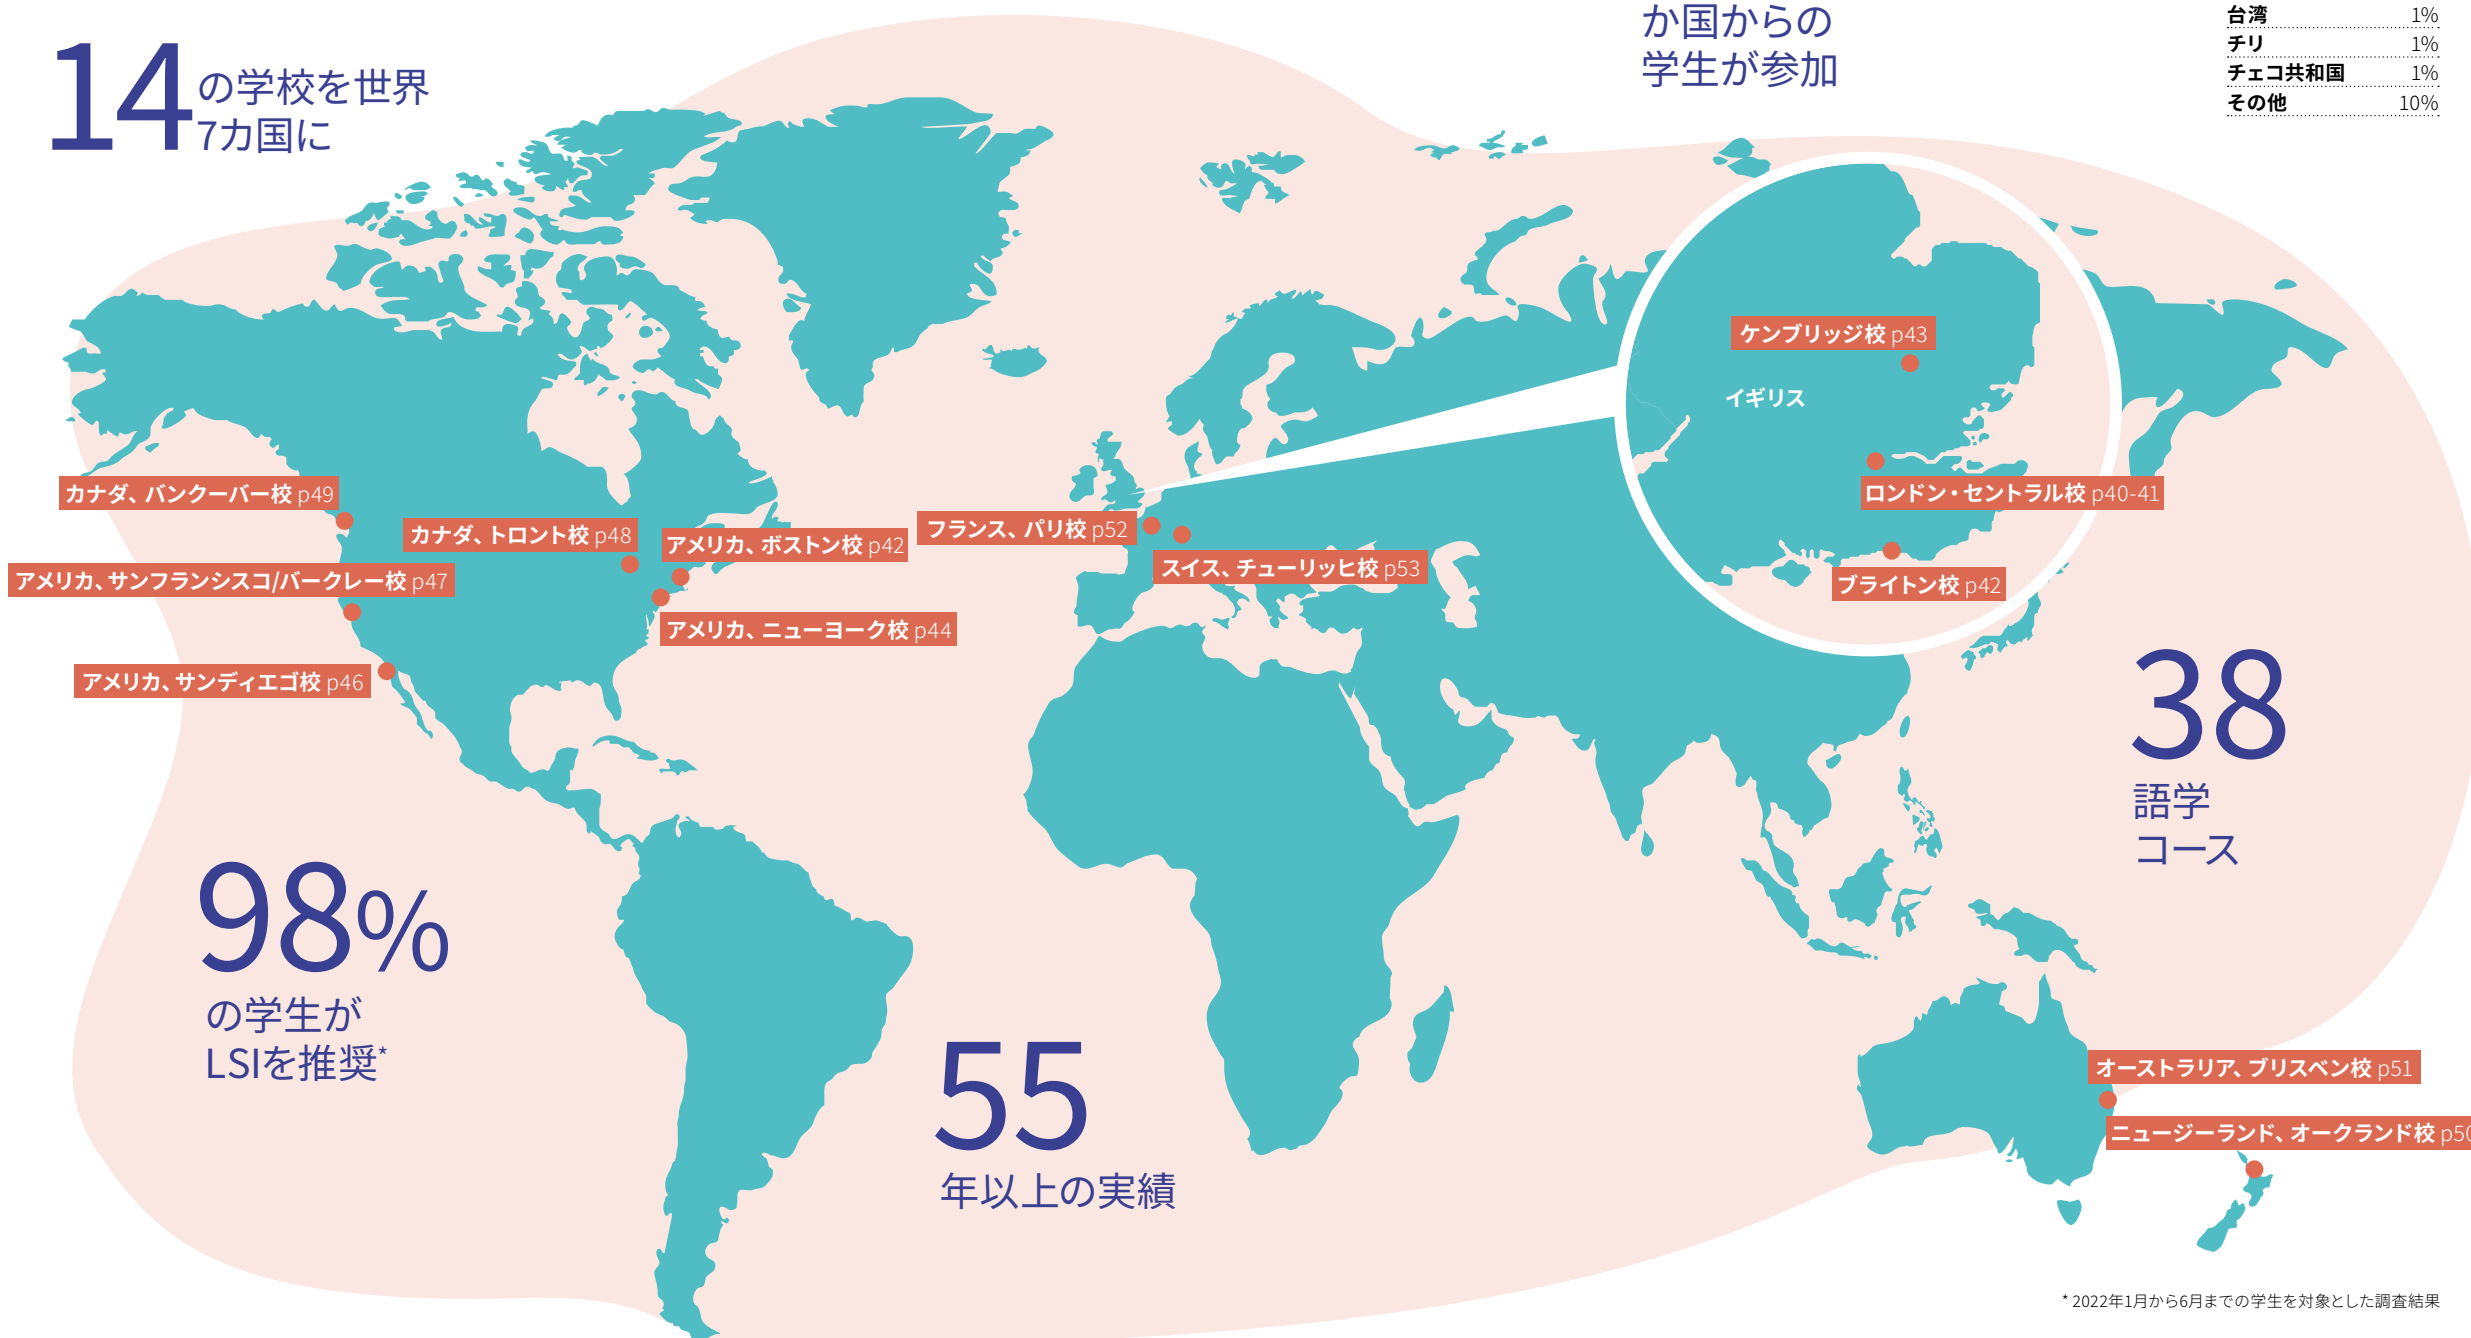 14
の学校を世界
7カ国に
か国からの
学生が参加
台湾 1%
チリ 1%
チェコ共和国 1%
その他 10%
ケンブリッジ校 p43
イギリス
ロンドン・セントラル校 p40-41
ブライトン校 p42
カナダ、バンクーバー校 p49
カナダ、トロント校 p48
アメリカ、ボストン校 p42
フランス、パリ校 p52
スイス、チューリッヒ校 p53
アメリカ、サンフランシスコ/バークレー校 p47
アメリカ、ニューヨーク校 p44
アメリカ、サンディエゴ校 p46
38
語学
コース
98%
の学生が
LSIを推奨*
55
年以上の実績
オーストラリア、ブリスベン校 p51
ニュージーランド、オークランド校 p50
* 2022年1月から6月までの学生を対象とした調査結果